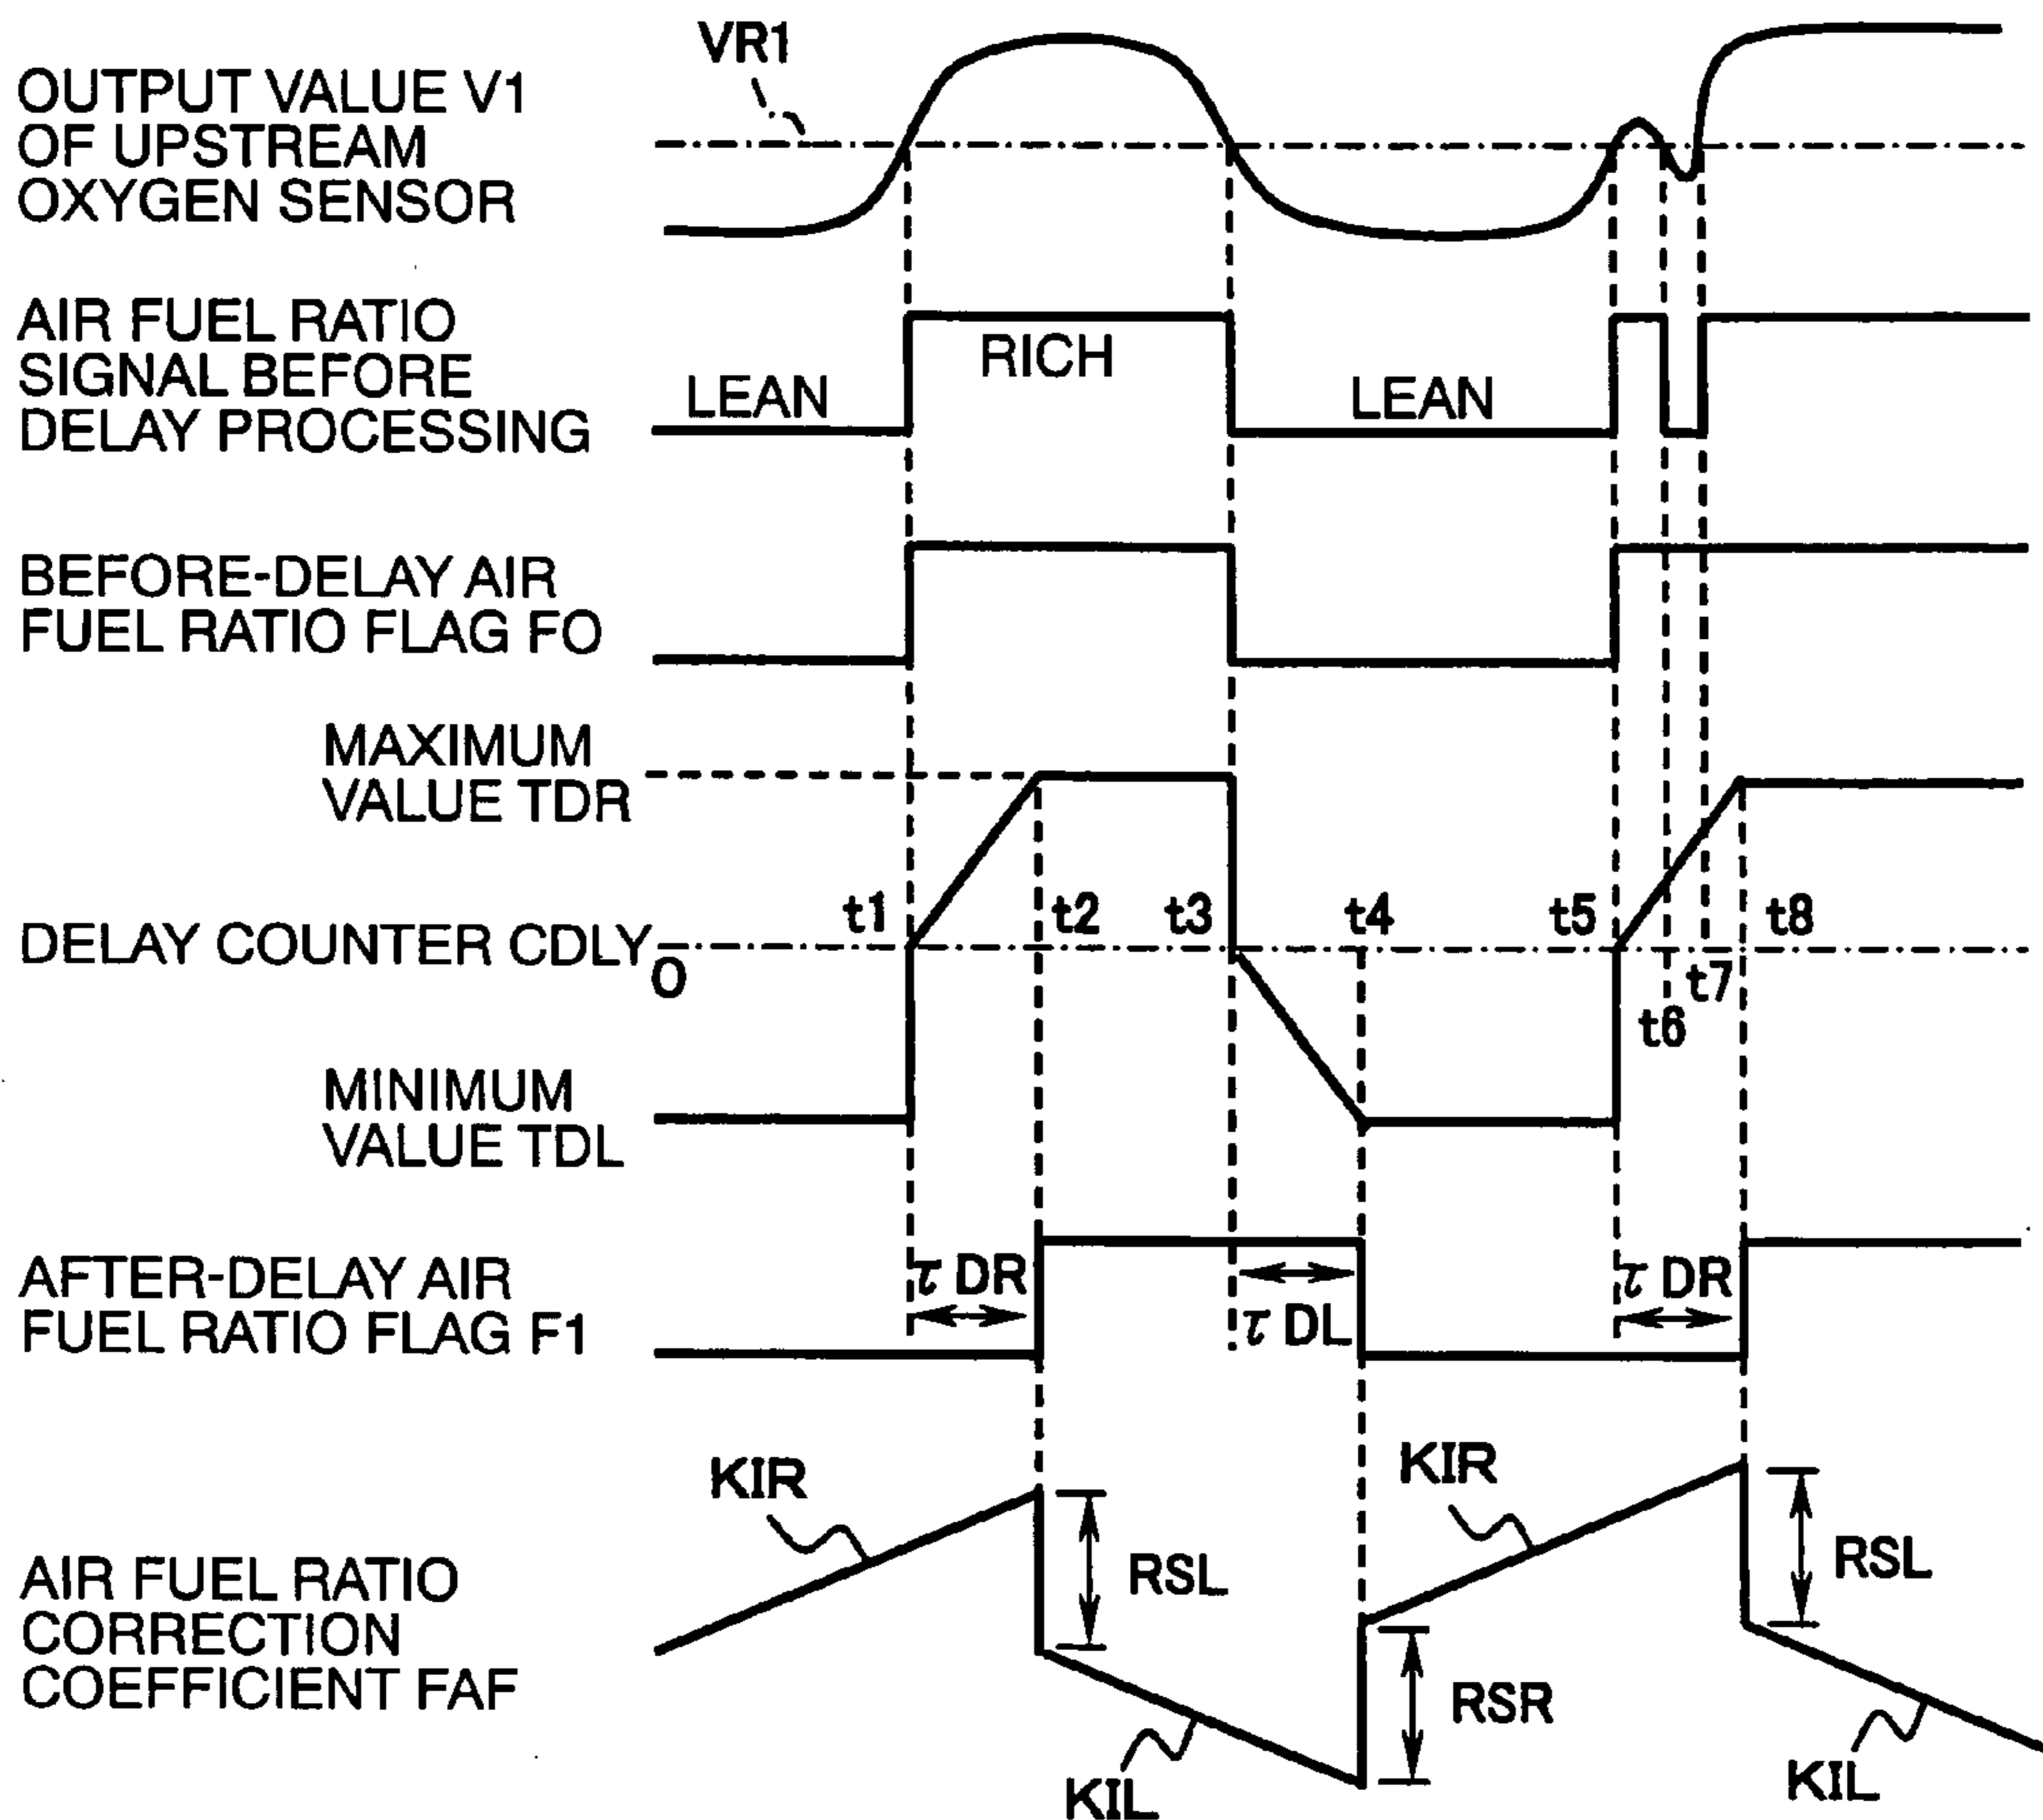 VR1
OUTPUT VALUE V1
OF UPSTREAM
OXYGEN SENSOR
AIR FUEL RATIO
SIGNAL BEFORE
DELAY PROCESSING
LEAN
RICH
LEAN
BEFORE-DELAY AIR
FUEL RATIO FLAG FO
MAXIMUM
VALUE TDR
t1
t2
t3
t4
t5
t8
DELAY COUNTER CDLY
0
t7
t6
MINIMUM
VALUE TDL
AFTER-DELAY AIR
FUEL RATIO FLAG F1
τ DR
τ DL
τ DR
KIR
KIR
RSL
RSL
AIR FUEL RATIO
CORRECTION
COEFFICIENT FAF
RSR
KIL
KIL